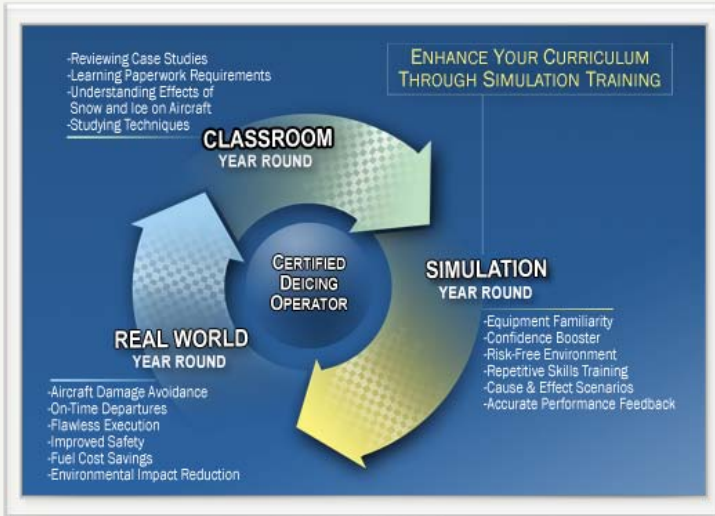 -Reviewing Case Studies
-Learning Paperwork Requirements
-Understanding Effects of
Snow and Ice on Aircraft
-Studying Techniques
ENHANCE YOUR CURRICULUM
THROUGH SIMULATION TRAINING
CLASSROOM
YEAR ROUND
CERTIFIED
DEICING
OPERATOR
SIMULATION
YEAR ROUND
-Equipment Familiarity
-Confidence Booster
-Risk-Free Environment
-Repetitive Skills Training
-Cause & Effect Scenarios
-Accurate Performance Feedback
REAL WORLD
YEAR ROUND
-Aircraft Damage Avoidance
-On-Time Departures
-Flawless Execution
-Improved Safety
-Fuel Cost Savings
-Environmental Impact Reduction